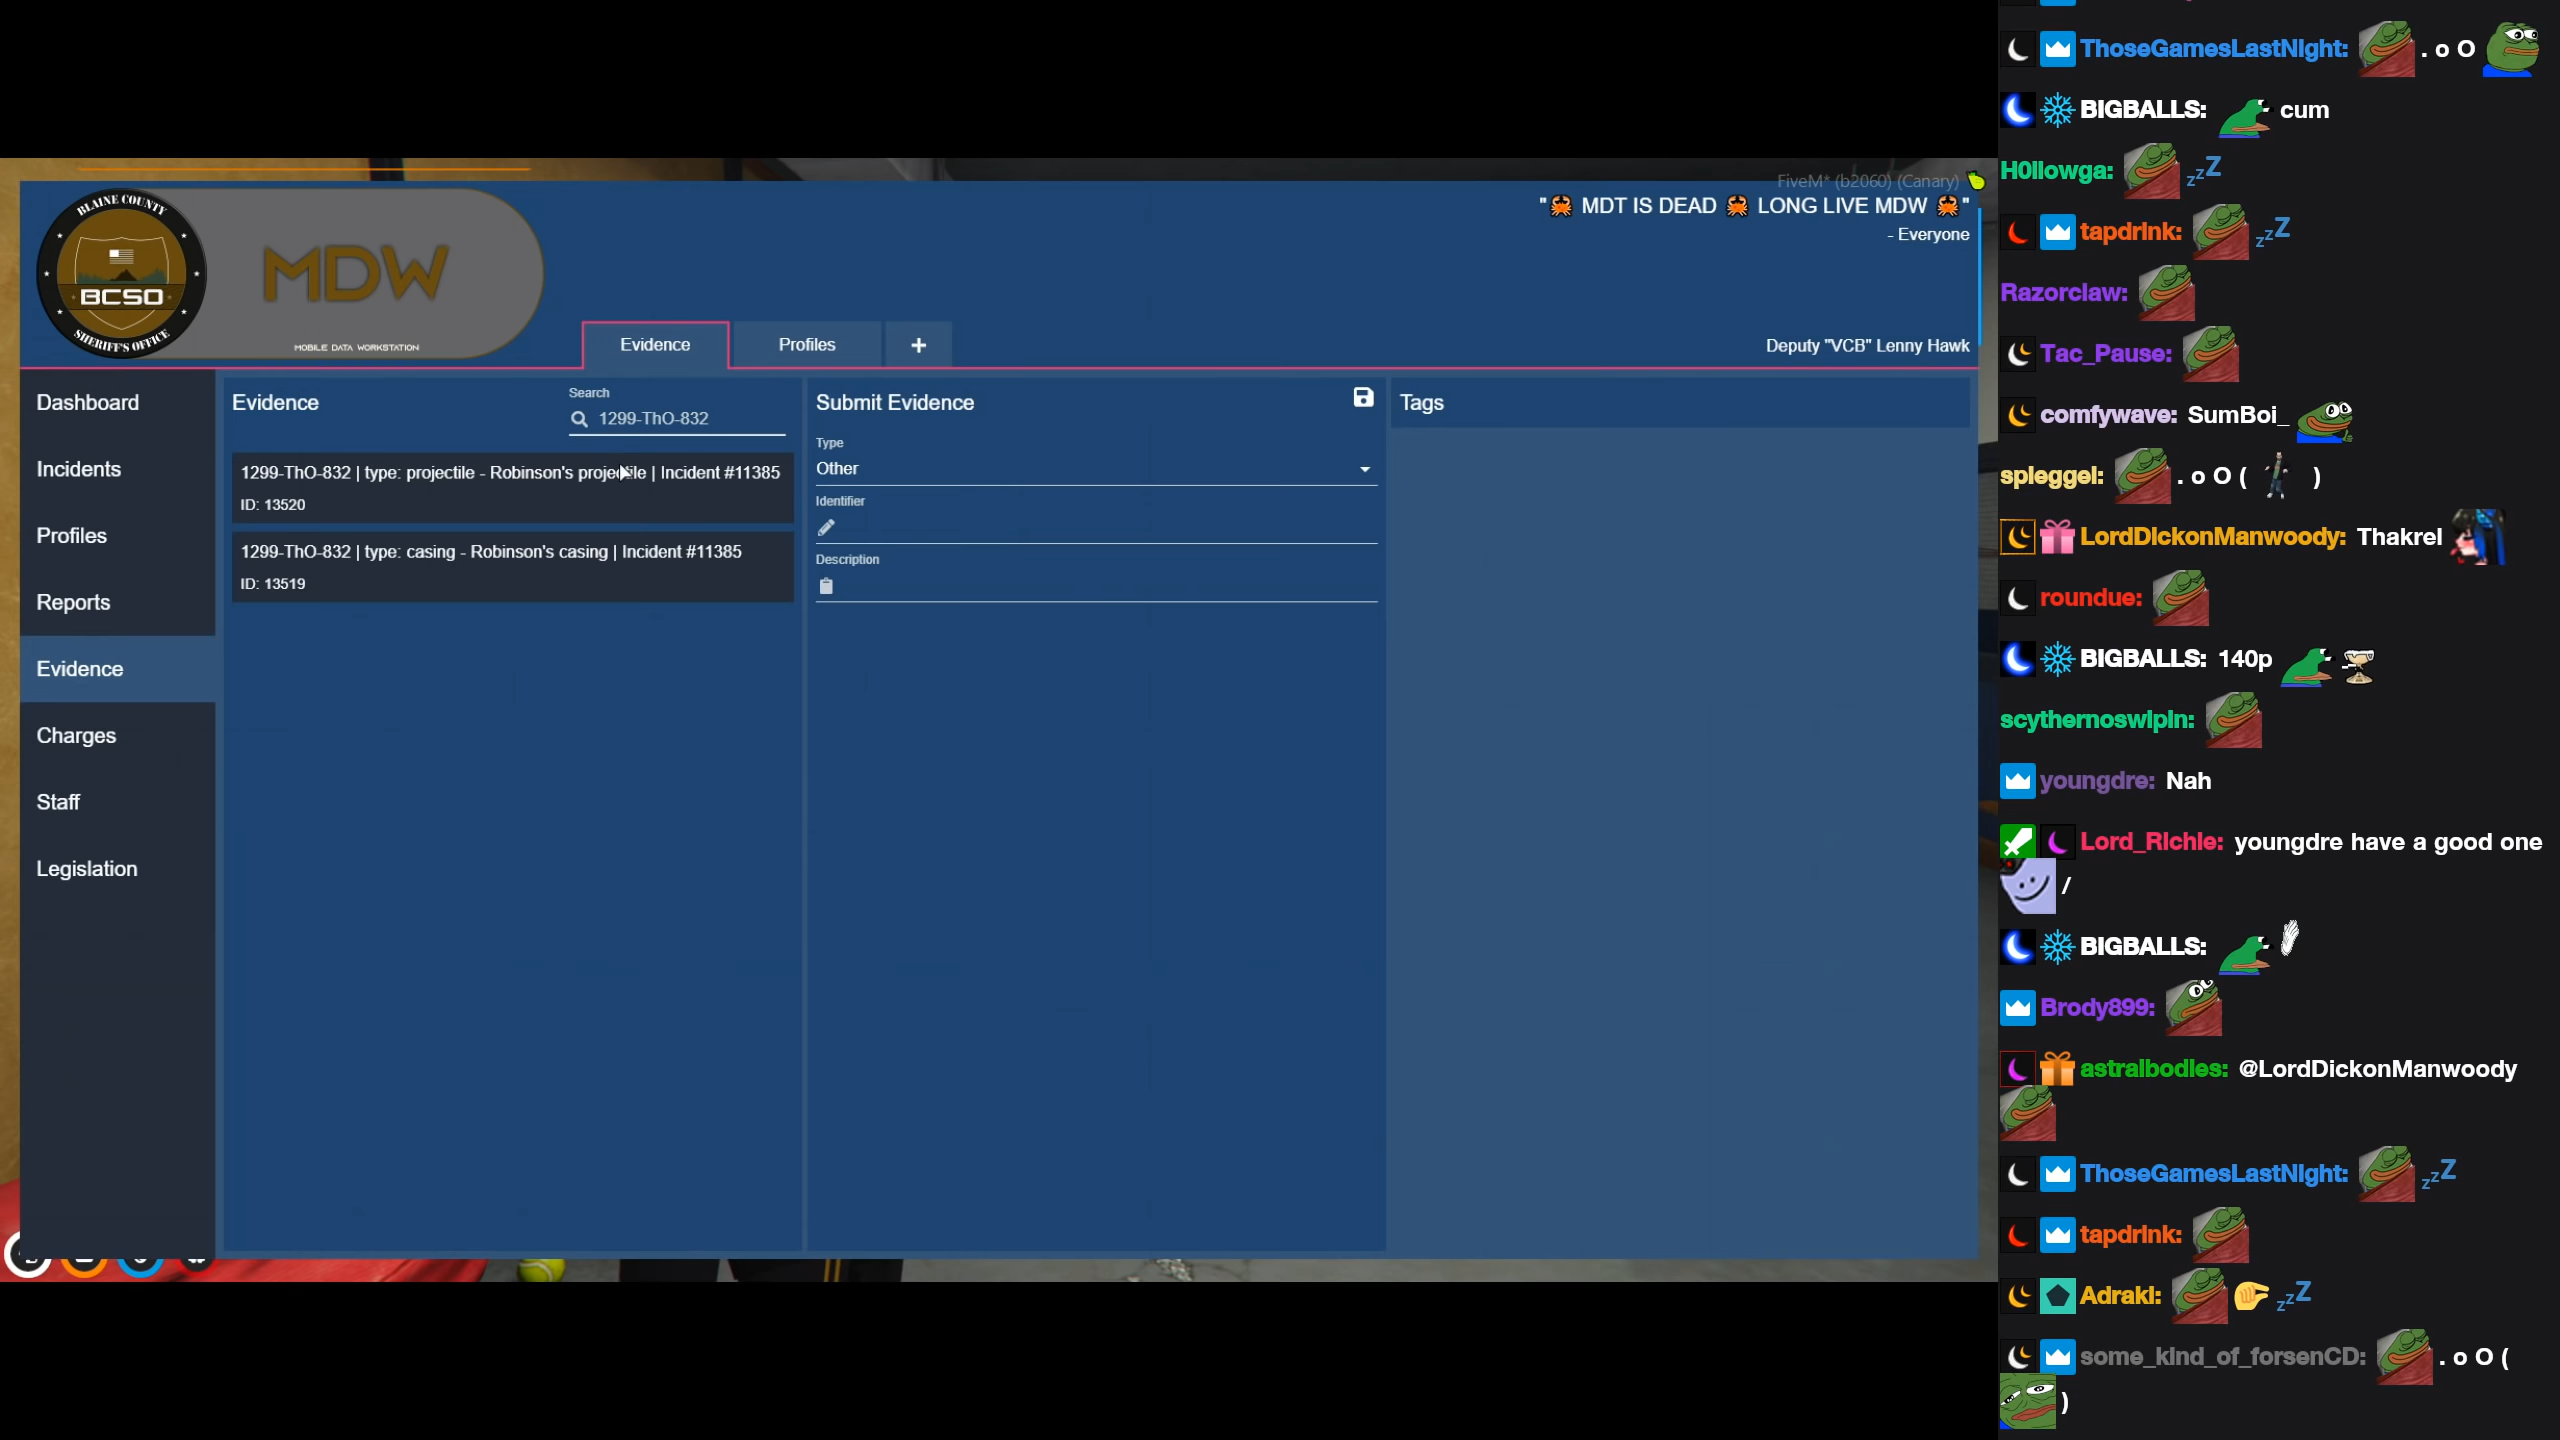 FiveM* (b2060) (Canary)
"🦀 MDT IS DEAD 🦀 LONG LIVE MDW 🦀"
- Everyone
BLAINE COUNTY
BCSO
SHERIFF'S OFFICE
MDW
MOBILE DATA WORKSTATION
Evidence
Profiles
+
Deputy "VCB" Lenny Hawk
Dashboard
Incidents
Profiles
Reports
Evidence
Charges
Staff
Legislation
Evidence
Search
1299-ThO-832
1299-ThO-832 | type: projectile - Robinson's projectile | Incident #11385
ID: 13520
1299-ThO-832 | type: casing - Robinson's casing | Incident #11385
ID: 13519
Submit Evidence
Type
Other
Identifier
Description
Tags
ThoseGamesLastNight: . o O
BIGBALLS: cum
H0llowga: zzZ
tapdrink: zzZ
Razorclaw:
Tac_Pause:
comfywave: SumBoi_
spleggel: . o O ( )
LordDickonManwoody: Thakrel
roundue:
BIGBALLS: 140p
scythernoswipin:
youngdre: Nah
Lord_Richie: youngdre have a good one
/
BIGBALLS:
Brody899:
astralbodies: @LordDickonManwoody
ThoseGamesLastNight: zzZ
tapdrink:
Adraki: zzZ
some_kind_of_forsenCD: . o O (
)